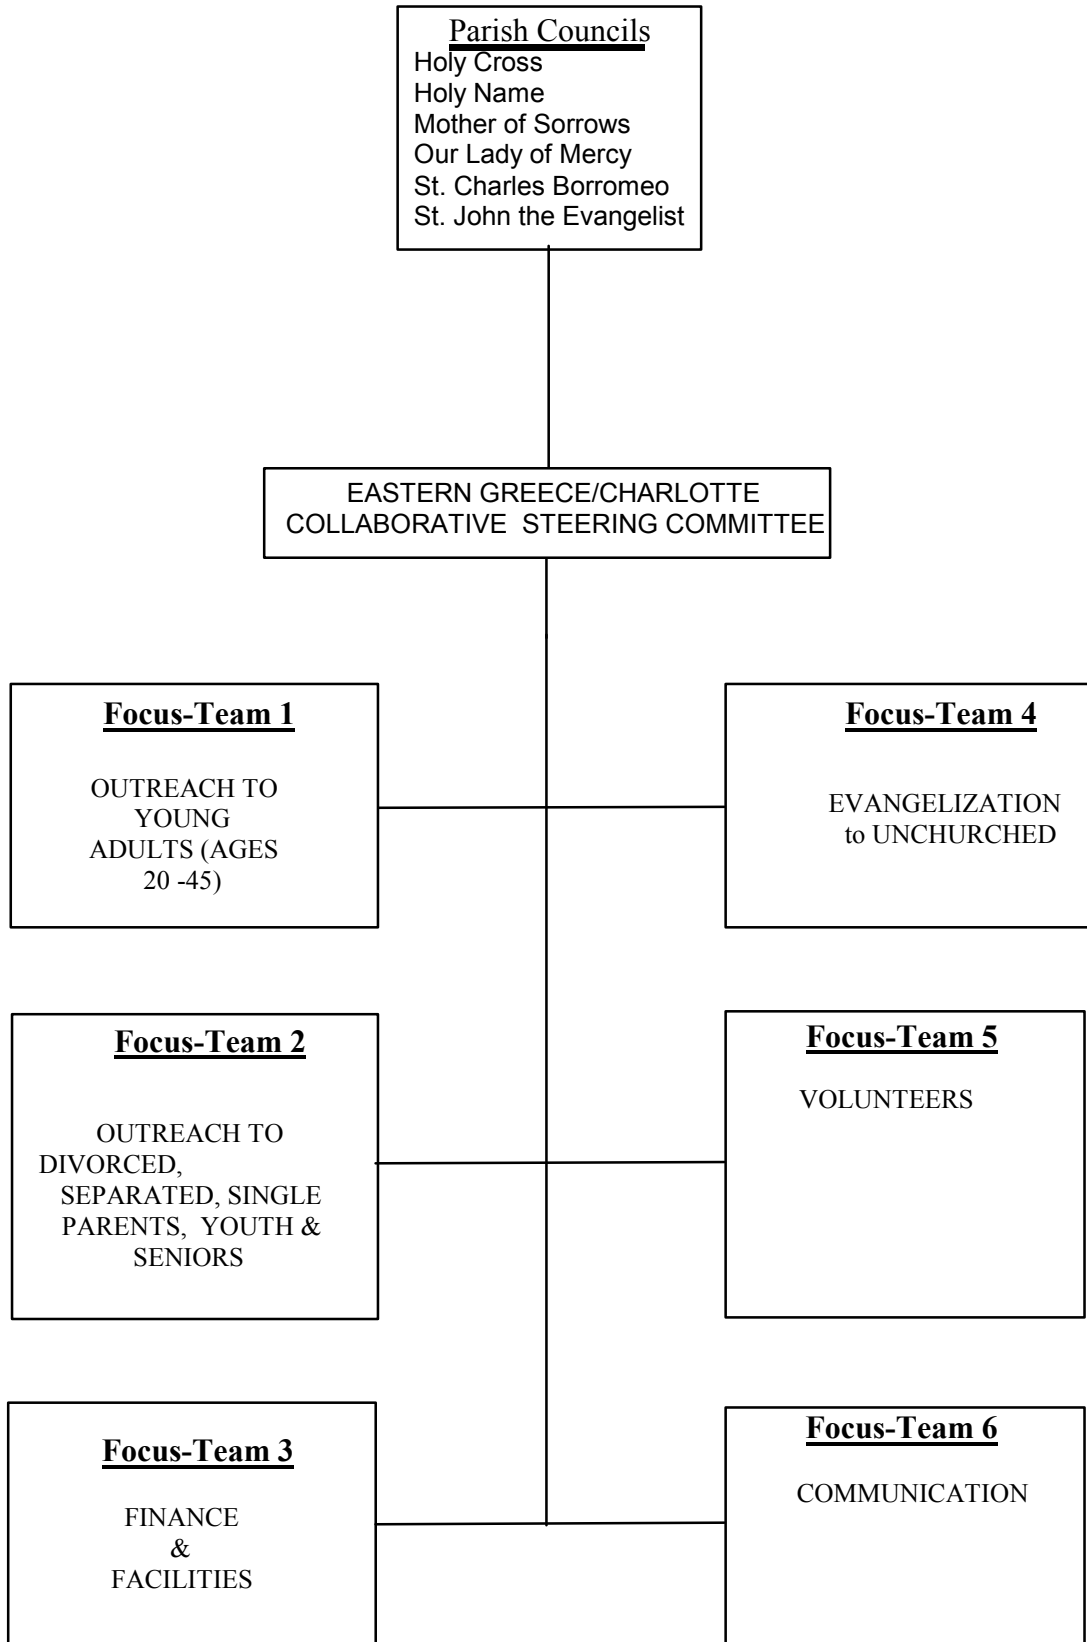 Parish Councils
Holy Cross
Holy Name
Mother of Sorrows
Our Lady of Mercy
St. Charles Borromeo
St. John the Evangelist
EASTERN GREECE/CHARLOTTE
COLLABORATIVE STEERING COMMITTEE
Focus-Team 1
OUTREACH TO
YOUNG
ADULTS (AGES
20 -45)
Focus-Team 4
EVANGELIZATION
to UNCHURCHED
Focus-Team 2
OUTREACH TO
DIVORCED,
SEPARATED, SINGLE
PARENTS, YOUTH &
SENIORS
Focus-Team 5
VOLUNTEERS
Focus-Team 3
FINANCE
&
FACILITIES
Focus-Team 6
COMMUNICATION